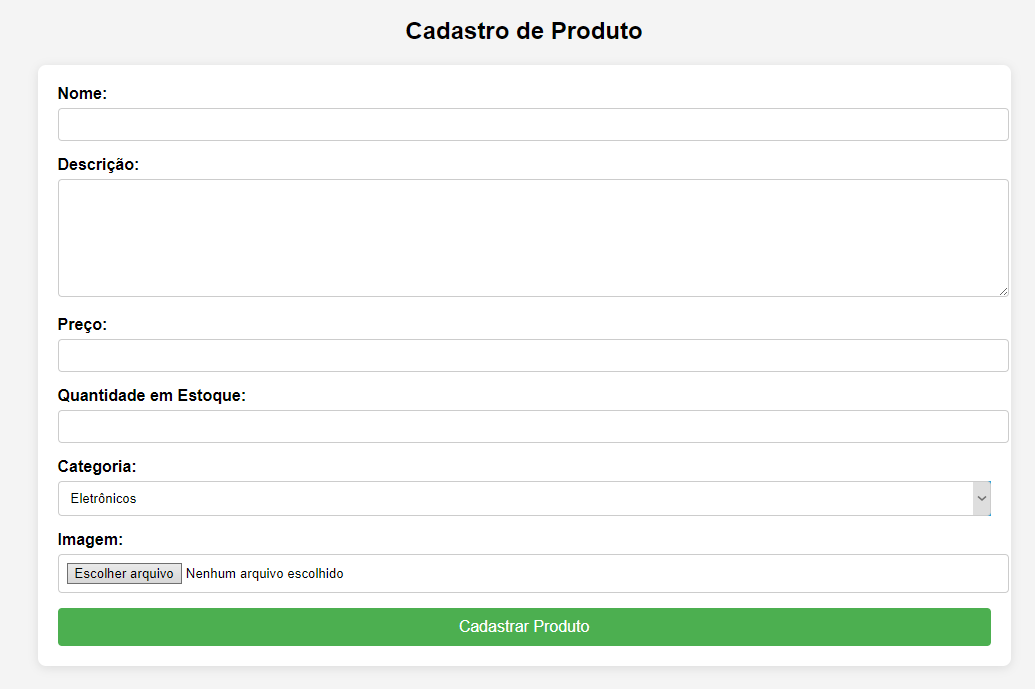 Cadastro de Produto
Nome:
Descrição:
Preço:
Quantidade em Estoque:
Categoria:
Eletrônicos
Imagem:
Escolher arquivo Nenhum arquivo escolhido
Cadastrar Produto